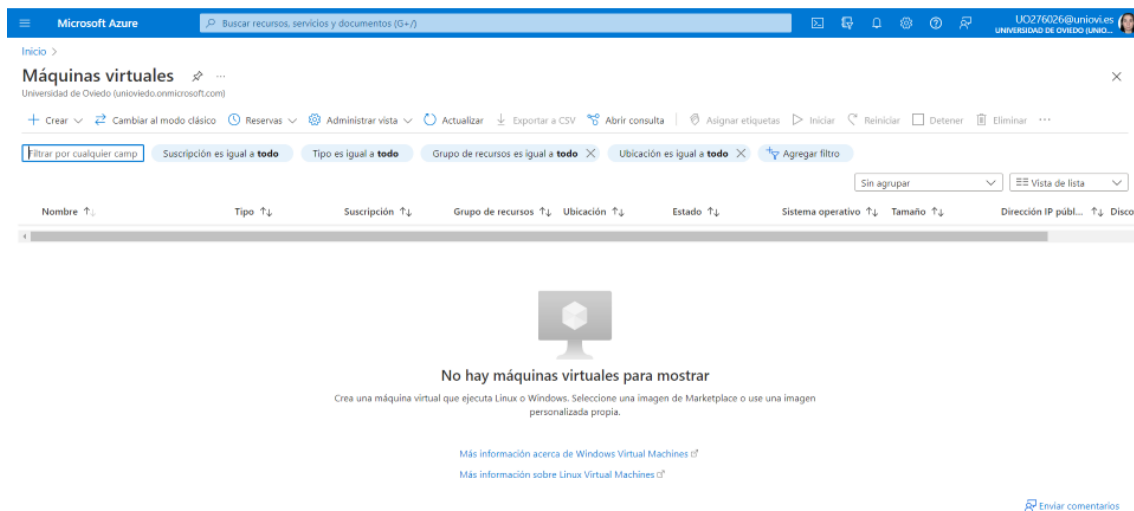 Microsoft Azure Buscar recursos, servicios y documentos (G+/) UO276026@uniovi.es
UNIVERSIDAD DE OVIEDO (UNIO...
Inicio >
Máquinas virtuales ...
Universidad de Oviedo (unioviedo.onmicrosoft.com)
+ Crear Cambiar al modo clásico Reservas Administrar vista Actualizar Exportar a CSV Abrir consulta Asignar etiquetas Iniciar Reiniciar Detener Eliminar ...
Filtrar por cualquier camp Suscripción es igual a todo Tipo es igual a todo Grupo de recursos es igual a todo Ubicación es igual a todo Agregar filtro
Sin agrupar Vista de lista
Nombre ↑↓ Tipo ↑↓ Suscripción ↑↓ Grupo de recursos ↑↓ Ubicación ↑↓ Estado ↑↓ Sistema operativo ↑↓ Tamaño ↑↓ Dirección IP públ... ↑↓ Disco
No hay máquinas virtuales para mostrar
Crea una máquina virtual que ejecuta Linux o Windows. Seleccione una imagen de Marketplace o use una imagen
personalizada propia.
Más información acerca de Windows Virtual Machines
Más información sobre Linux Virtual Machines
Enviar comentarios